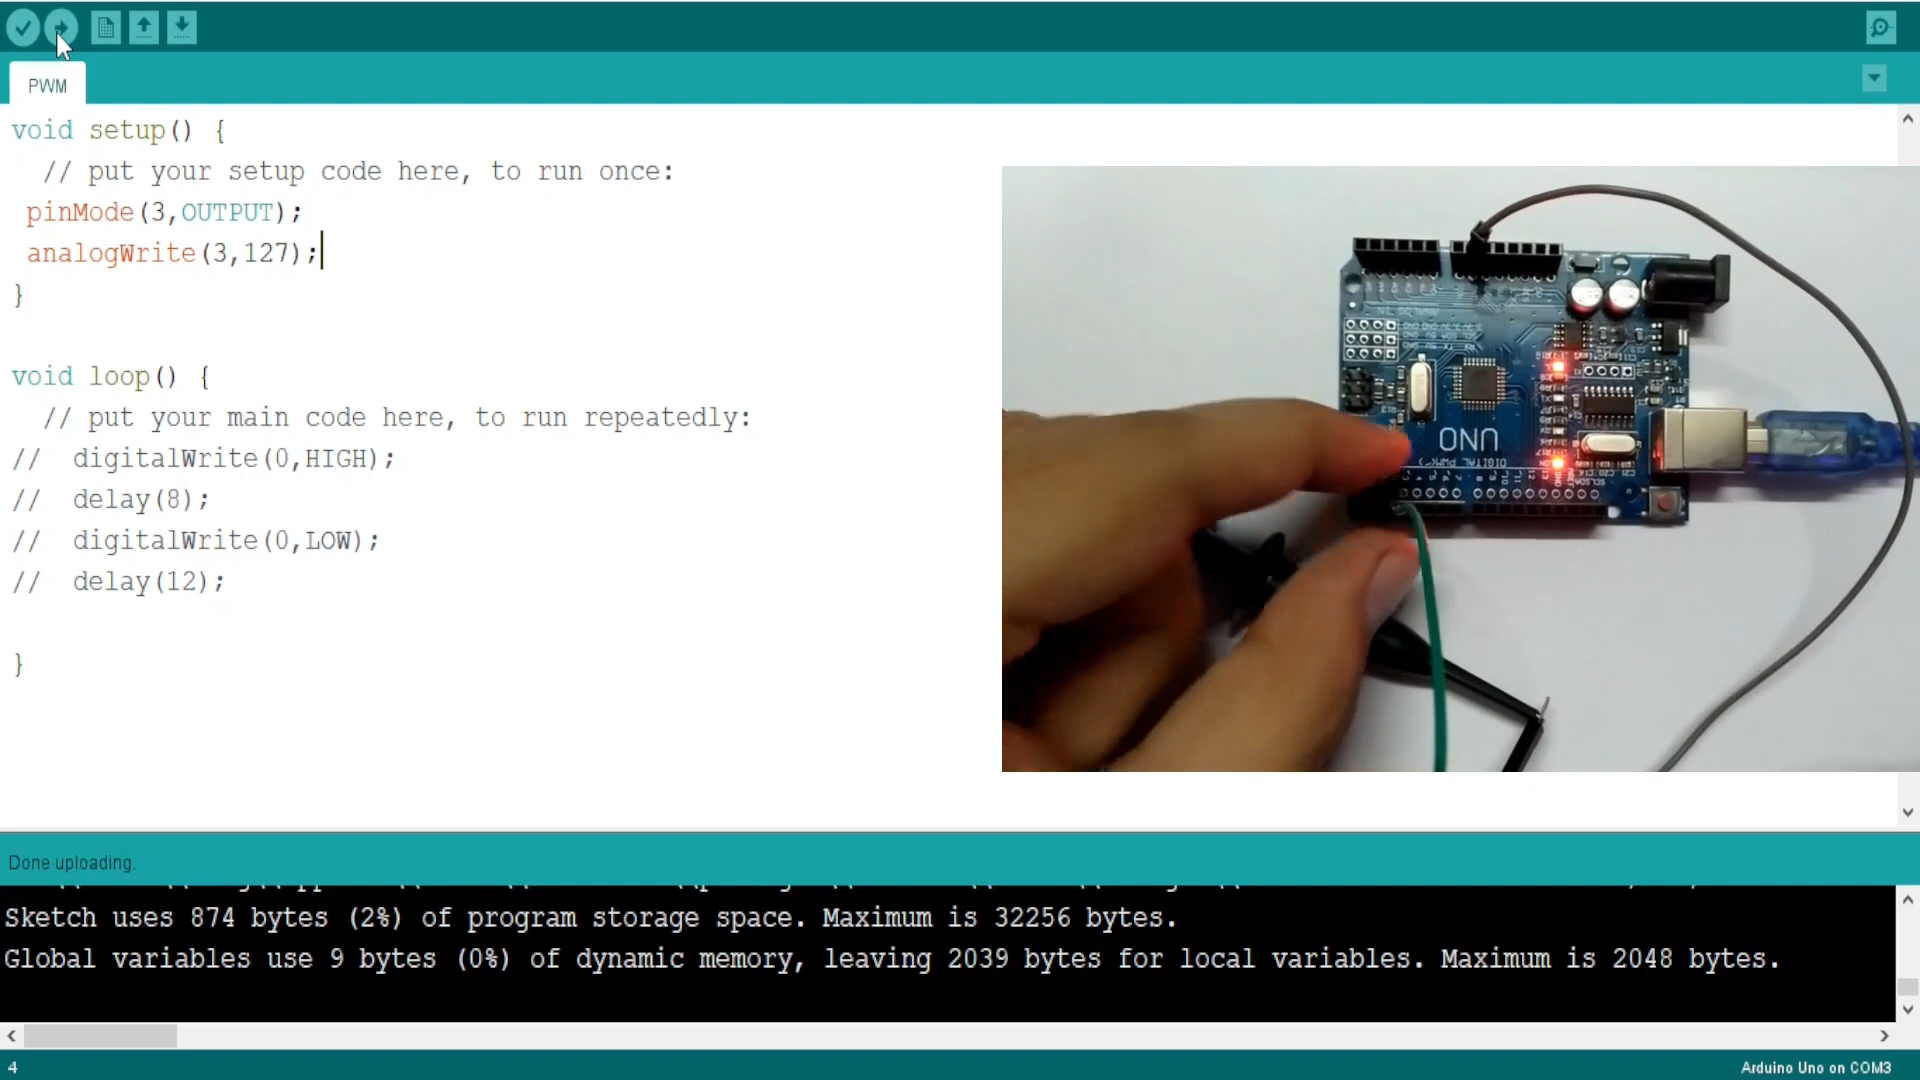 PWM
void setup() {
// put your setup code here, to run once:
pinMode(3,OUTPUT);
analogWrite(3,127);
}
void loop() {
// put your main code here, to run repeatedly:
// digitalWrite(0,HIGH);
// delay(8);
// digitalWrite(0,LOW);
// delay(12);
}
UNO
DIGITAL PWM(~)
Done uploading.
Sketch uses 874 bytes (2%) of program storage space. Maximum is 32256 bytes.
Global variables use 9 bytes (0%) of dynamic memory, leaving 2039 bytes for local variables. Maximum is 2048 bytes.
4
Arduino Uno on COM3